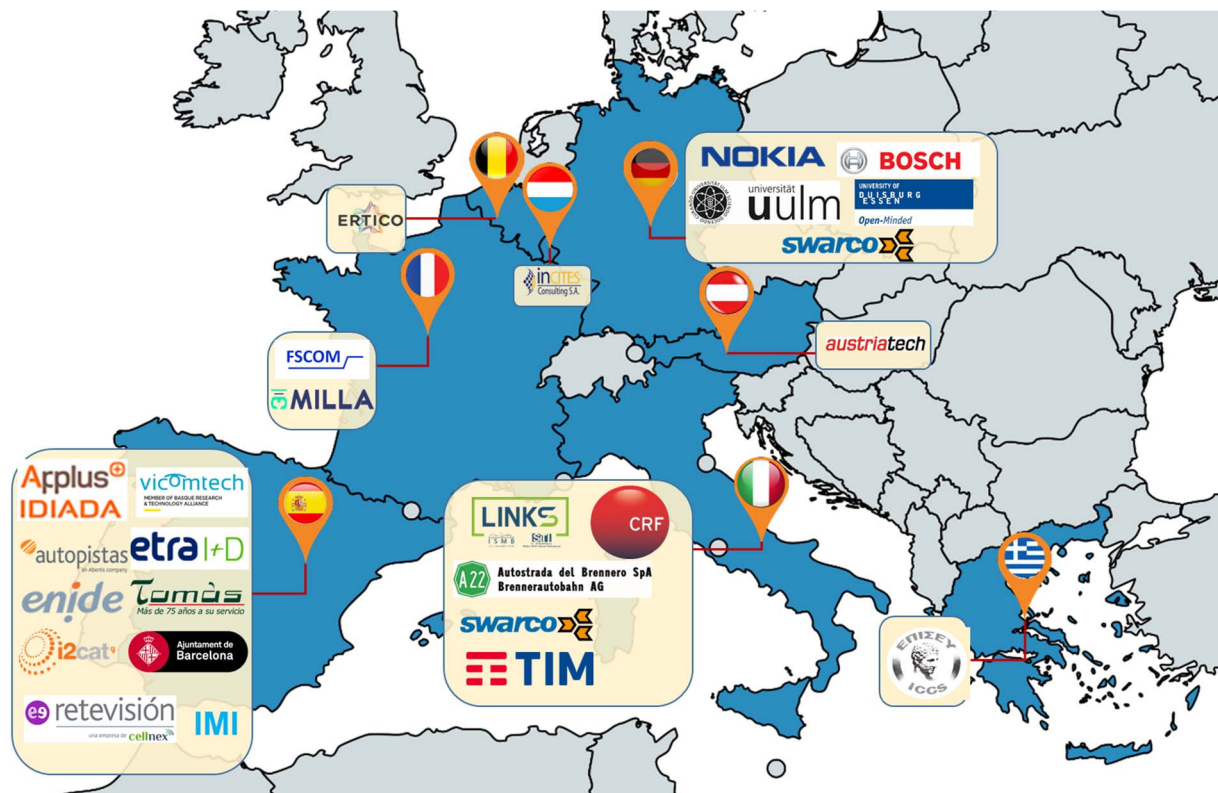 ERTICO
inCITES
Consulting S.A.
NOKIA
BOSCH
universität
uulm
UNIVERSITY OF
DUISBURG
ESSEN
Open-Minded
swarco
FSCOM
MILLA
austriatech
Applus+
IDIADA
vicomtech
MEMBER OF BASQUE RESEARCH
& TECHNOLOGY ALLIANCE
autopistas
an Abertis company
etra I+D
enide
Tomàs
Más de 75 años a su servicio
i2cat
Ajuntament de
Barcelona
retevisión
una empresa de cellnex
IMI
LINKS
ISMB
SiTI
CRF
A22
Autostrada del Brennero SpA
Brennerautobahn AG
swarco
TIM
ΕΠΙΣΕΥ
ICCS